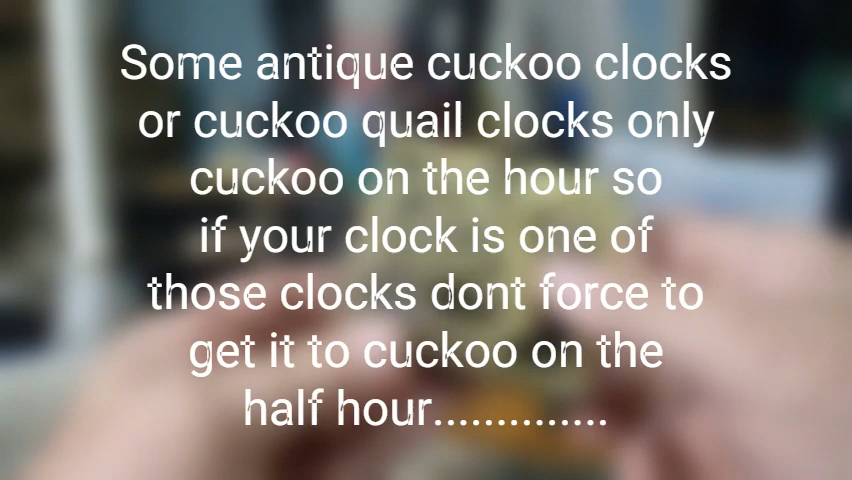 Some antique cuckoo clocks
or cuckoo quail clocks only
cuckoo on the hour so
if your clock is one of
those clocks dont force to
get it to cuckoo on the
half hour..............